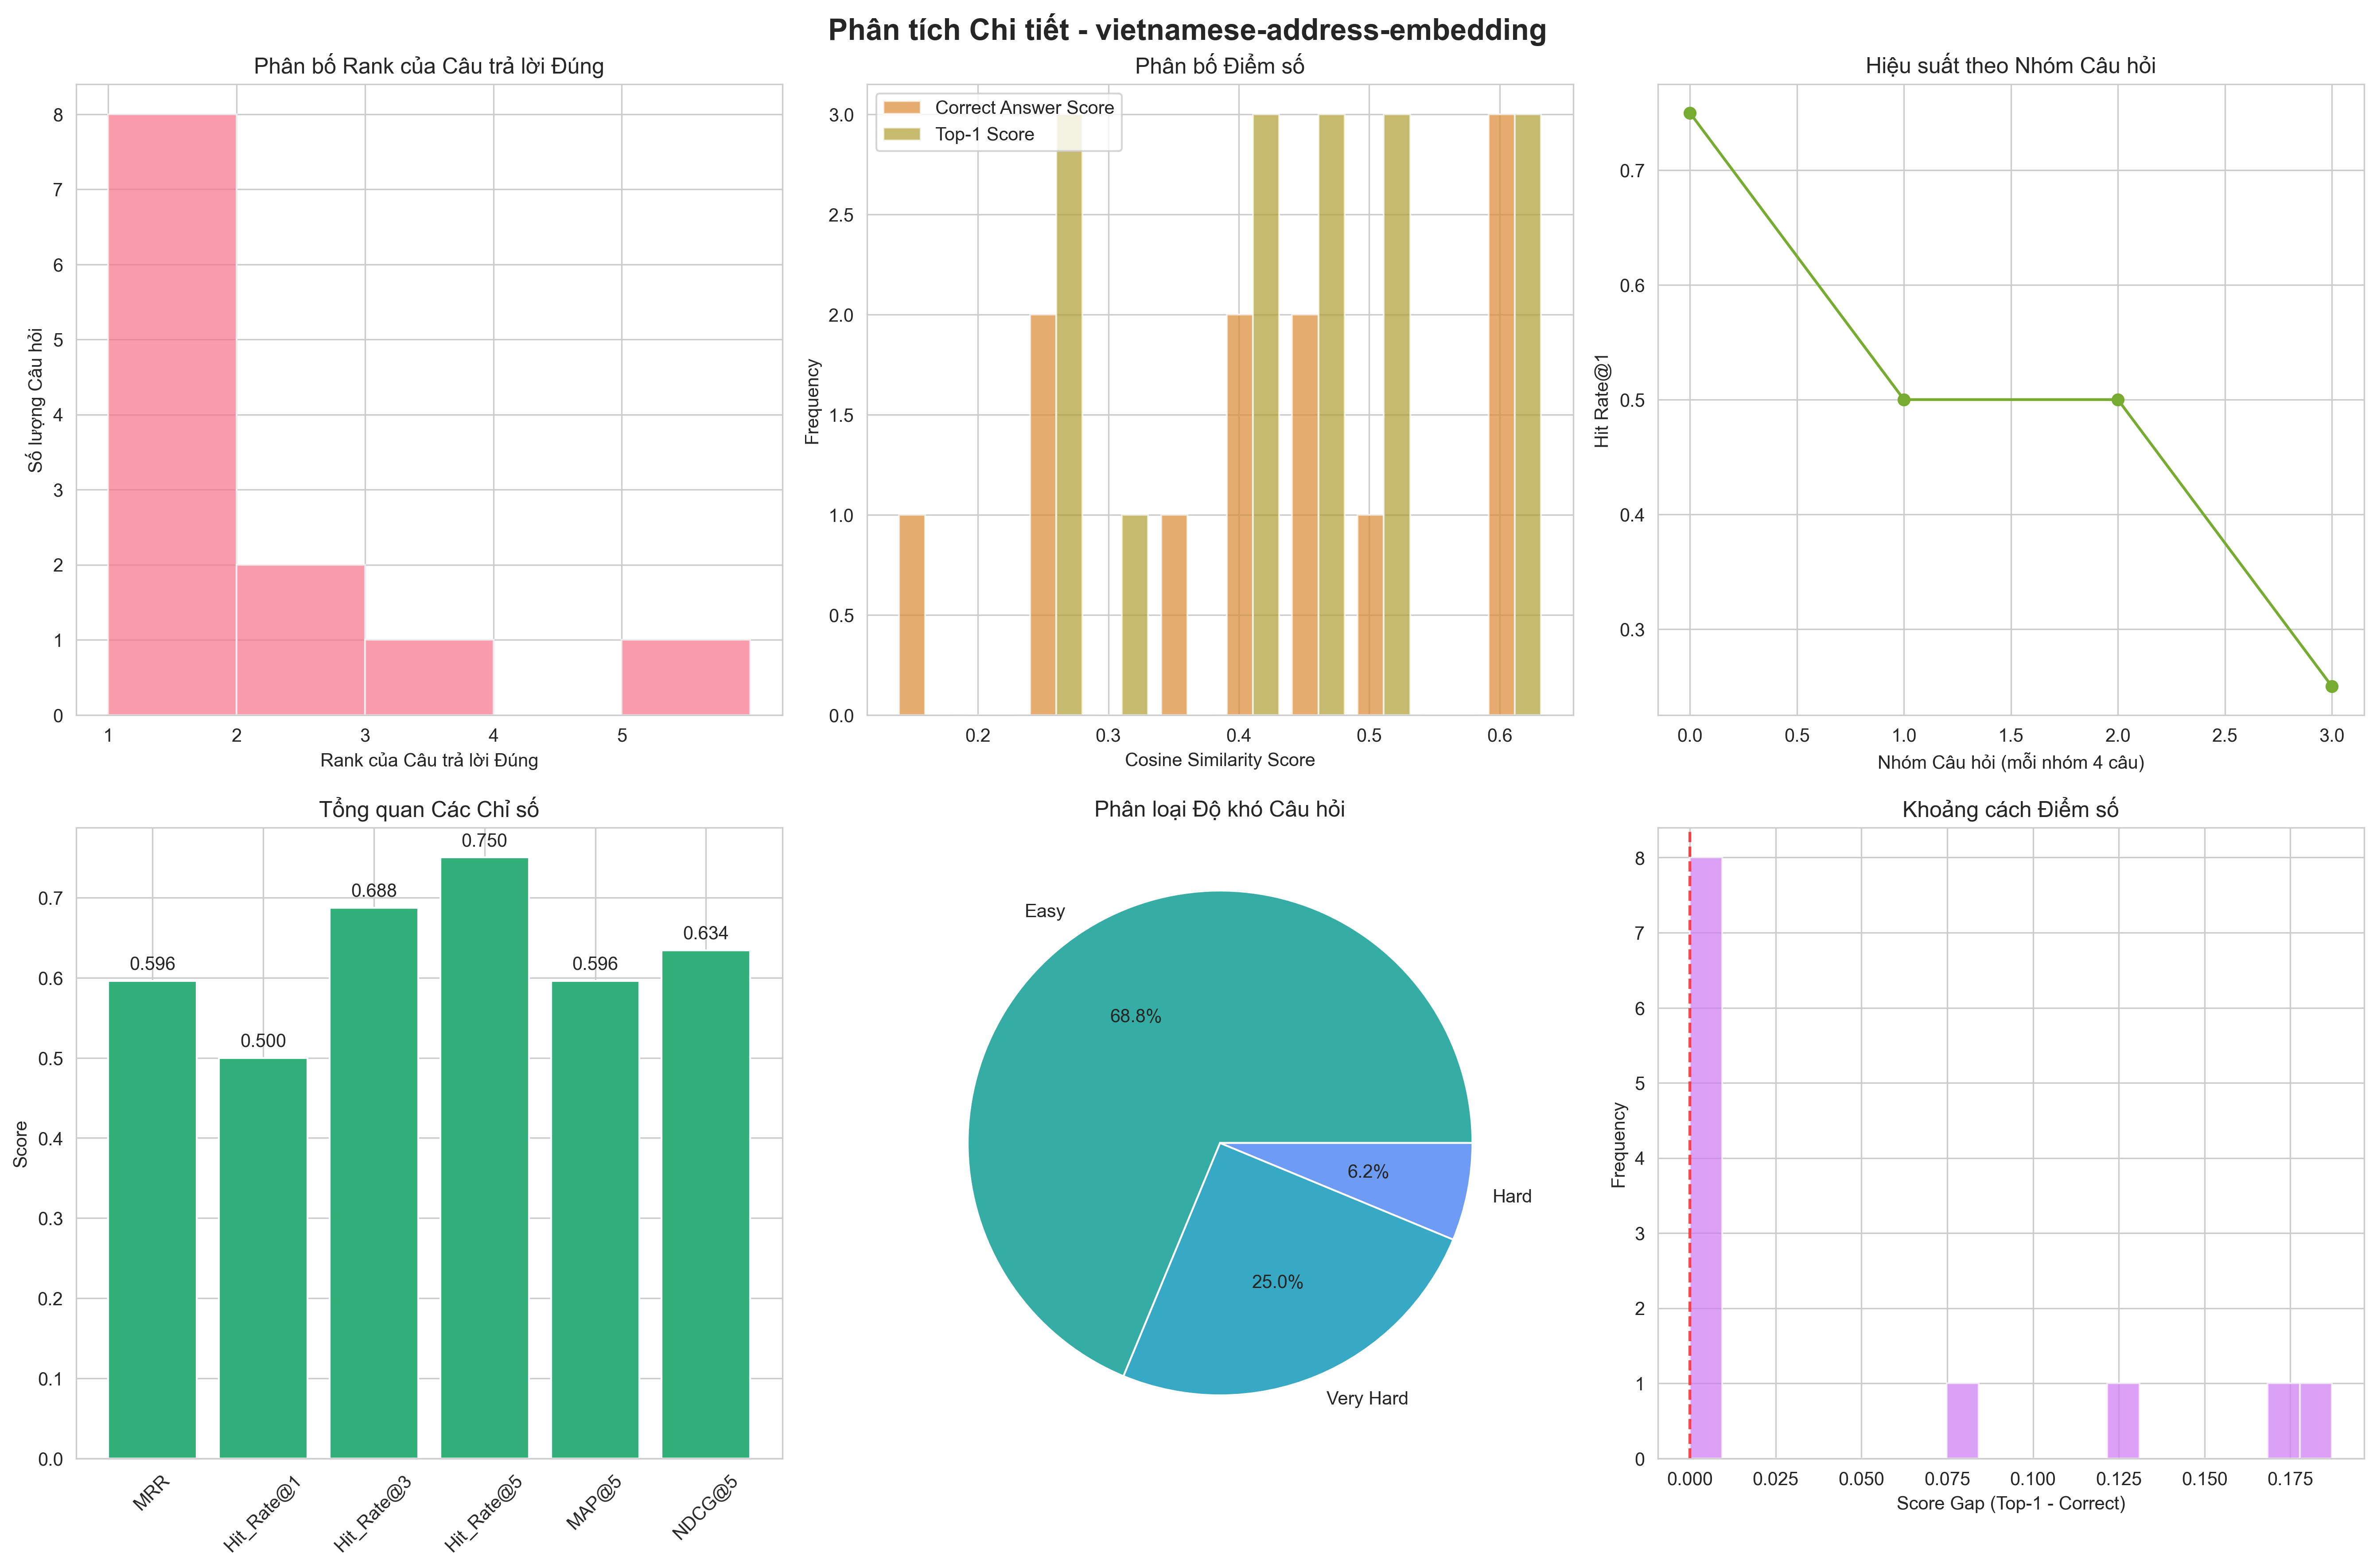 Phân tích Chi tiết - vietnamese-address-embedding
Phân bố Rank của Câu trả lời Đúng
Số lượng Câu hỏi
8
7
6
5
4
3
2
1
0
1 2 3 4 5
Rank của Câu trả lời Đúng
Phân bố Điểm số
Correct Answer Score
Top-1 Score
Frequency
3.0
2.5
2.0
1.5
1.0
0.5
0.0
0.2 0.3 0.4 0.5 0.6
Cosine Similarity Score
Hiệu suất theo Nhóm Câu hỏi
Hit Rate@1
0.7
0.6
0.5
0.4
0.3
0.0 0.5 1.0 1.5 2.0 2.5 3.0
Nhóm Câu hỏi (mỗi nhóm 4 câu)
Tổng quan Các Chỉ số
Score
0.7
0.6
0.5
0.4
0.3
0.2
0.1
0.0
0.596
0.500
0.688
0.750
0.596
0.634
MRR
Hit_Rate@1
Hit_Rate@3
Hit_Rate@5
MAP@5
NDCG@5
Phân loại Độ khó Câu hỏi
Easy
68.8%
6.2%
Hard
25.0%
Very Hard
Khoảng cách Điểm số
Frequency
8
7
6
5
4
3
2
1
0
0.000 0.025 0.050 0.075 0.100 0.125 0.150 0.175
Score Gap (Top-1 - Correct)